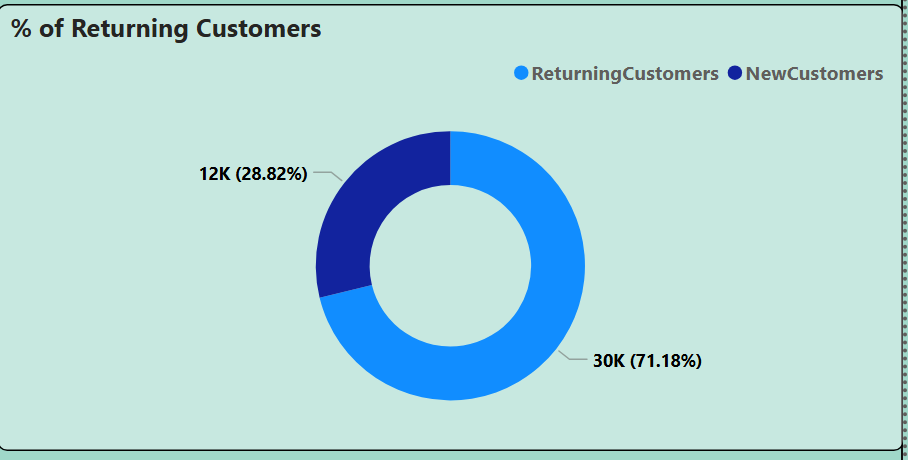 % of Returning Customers
ReturningCustomers NewCustomers
12K (28.82%)
30K (71.18%)